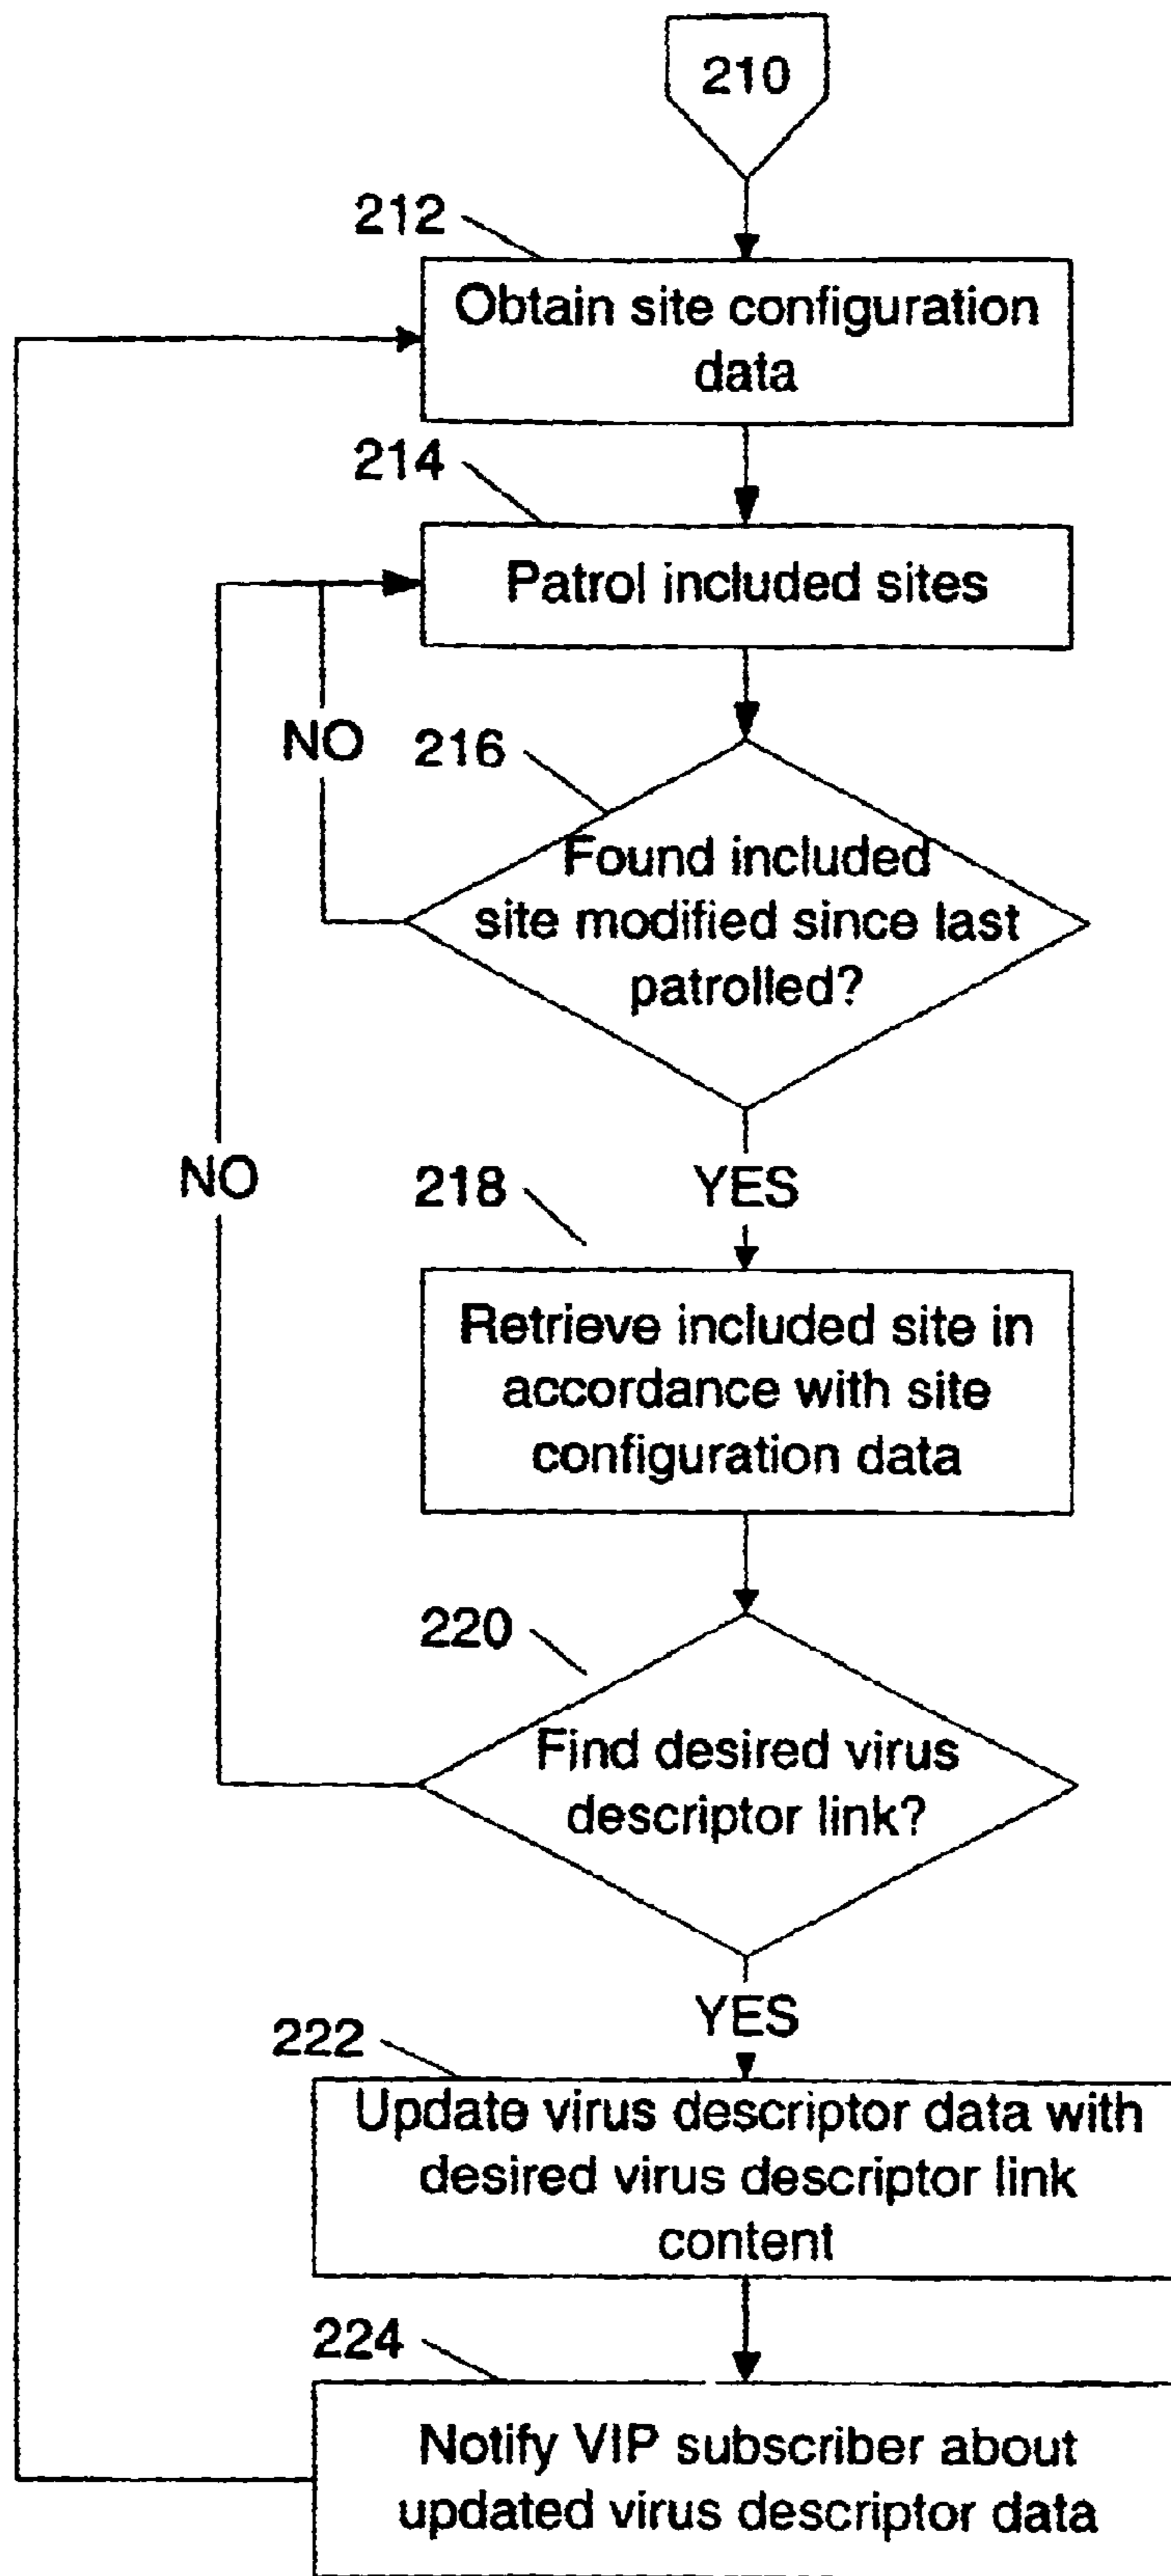 210
212
Obtain site configuration
data
214
Patrol included sites
NO
216
Found included
site modified since last
patrolled?
YES
NO
218
Retrieve included site in
accordance with site
configuration data
220
Find desired virus
descriptor link?
YES
222
Update virus descriptor data with
desired virus descriptor link
content
224
Notify VIP subscriber about
updated virus descriptor data